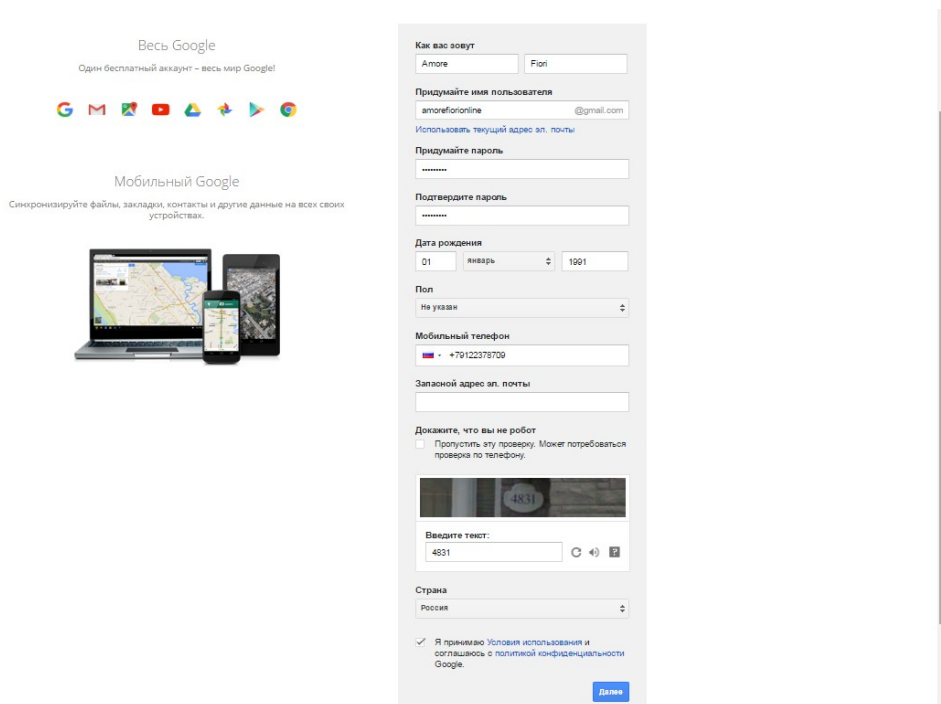 Весь Google
Один бесплатный аккаунт – весь мир Google!
Мобильный Google
Синхронизируйте файлы, закладки, контакты и другие данные на всех своих
устройствах.
Как вас зовут
Amore Fiori
Придумайте имя пользователя
amorefiorionline @gmail.com
Использовать текущий адрес эл. почты
Придумайте пароль
•••••••••
Подтвердите пароль
•••••••••
Дата рождения
01 январь 1991
Пол
Не указан
Мобильный телефон
+79122378709
Запасной адрес эл. почты
Докажите, что вы не робот
Пропустить эту проверку. Может потребоваться
проверка по телефону.
4831
Введите текст:
4831
Страна
Россия
Я принимаю Условия использования и
соглашаюсь с политикой конфиденциальности
Google.
Далее